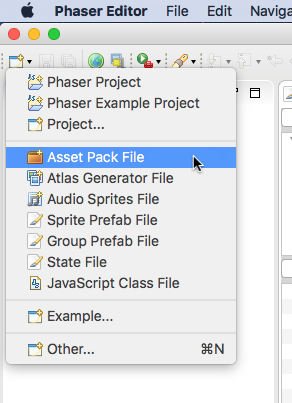 Phaser Editor File Edit Naviga
Phaser Project
Phaser Example Project
Project...
Asset Pack File
Atlas Generator File
Audio Sprites File
Sprite Prefab File
Group Prefab File
State File
JavaScript Class File
Example...
Other... ⌘N